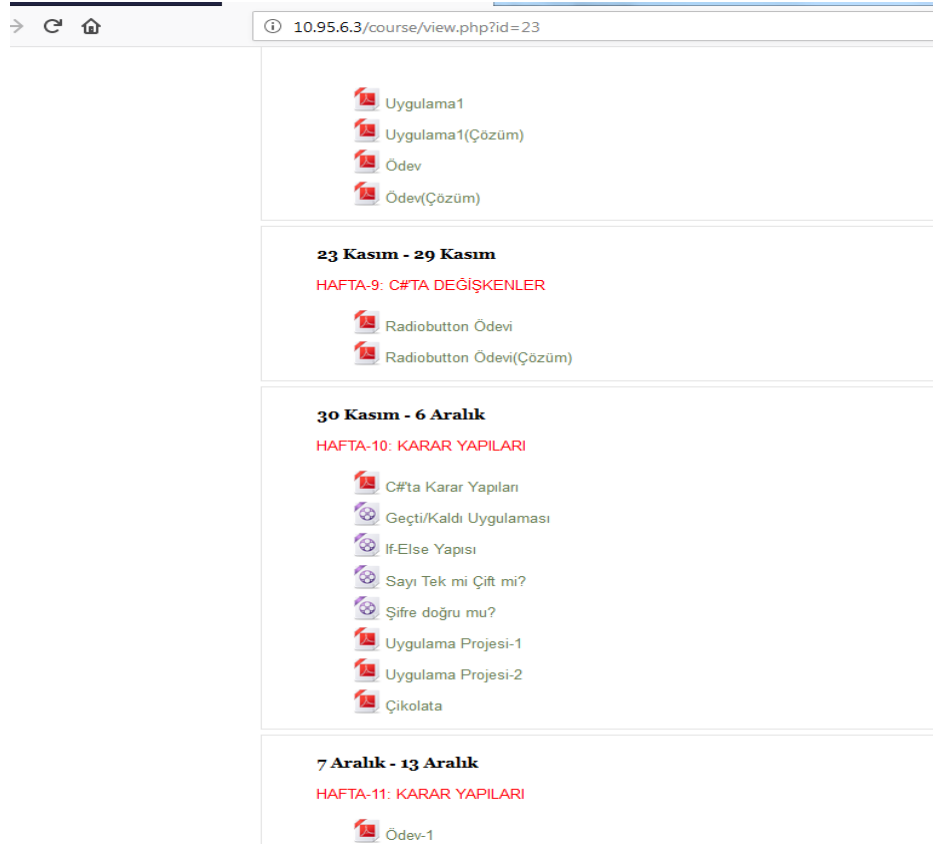 10.95.6.3/course/view.php?id=23
Uygulama1
Uygulama1(Çözüm)
Ödev
Ödev(Çözüm)
23 Kasım - 29 Kasım
HAFTA-9: C#'TA DEĞİŞKENLER
Radiobutton Ödevi
Radiobutton Ödevi(Çözüm)
30 Kasım - 6 Aralık
HAFTA-10: KARAR YAPILARI
C#'ta Karar Yapıları
Geçti/Kaldı Uygulaması
If-Else Yapısı
Sayı Tek mi Çift mi?
Şifre doğru mu?
Uygulama Projesi-1
Uygulama Projesi-2
Çikolata
7 Aralık - 13 Aralık
HAFTA-11: KARAR YAPILARI
Ödev-1